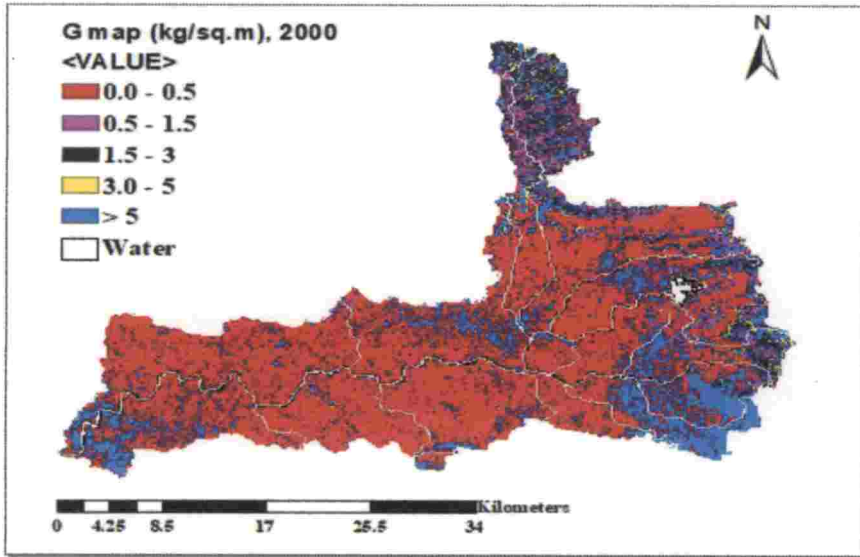 G map (kg/sq.m), 2000
<VALUE>
0.0 - 0.5
0.5 - 1.5
1.5 - 3
3.0 - 5
> 5
Water
N
Kilometers
0 4.25 8.5 17 25.5 34